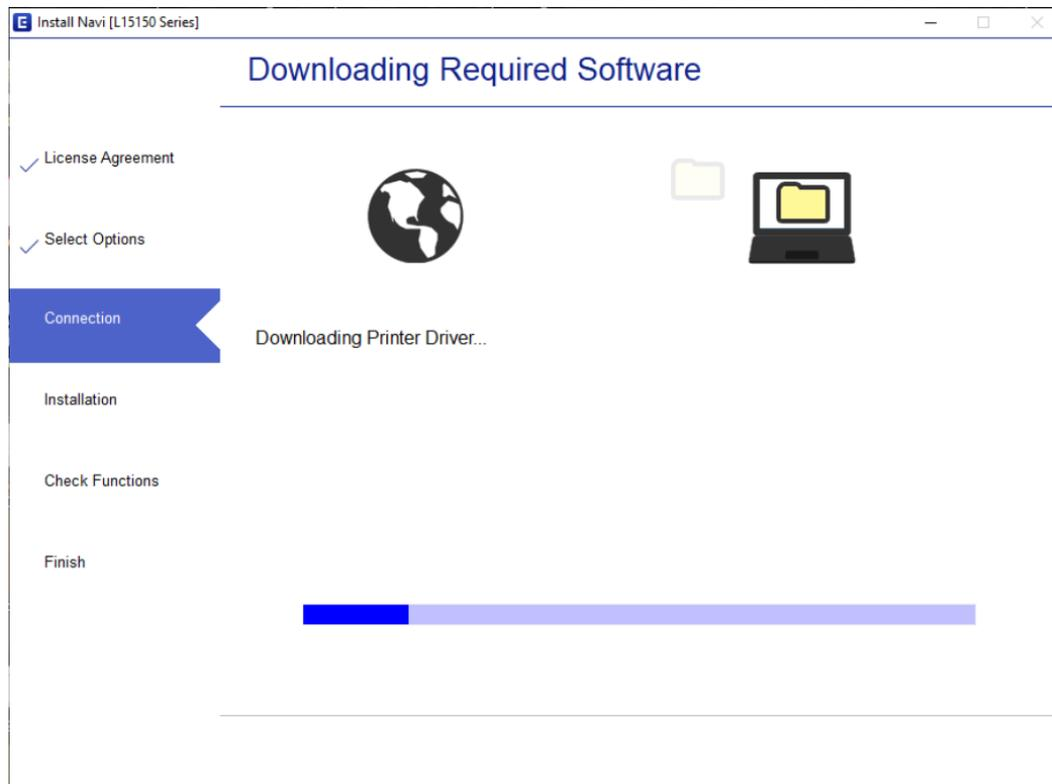 Install Navi [L15150 Series]
Downloading Required Software
License Agreement
Select Options
Connection
Downloading Printer Driver...
Installation
Check Functions
Finish